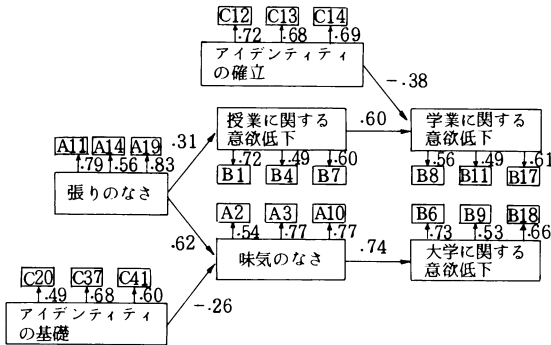 C12 C13 C14
.72 .68 .69
アイデンティティ
の確立
-.38
授業に関する
意欲低下
.60
学業に関する
意欲低下
.31
A11 A14 A19
.79 .56 .83
張りのなさ
.72 .49 .60
B1 B4 B7
.56 .49 .61
B8 B11 B17
.62
A2 A3 A10
.54 .77 .77
味気のなさ
.74
B6 B9 B18
.73 .53 .66
大学に関する
意欲低下
C20 C37 C41
.49 .68 .60
アイデンティティ
の基礎
-.26